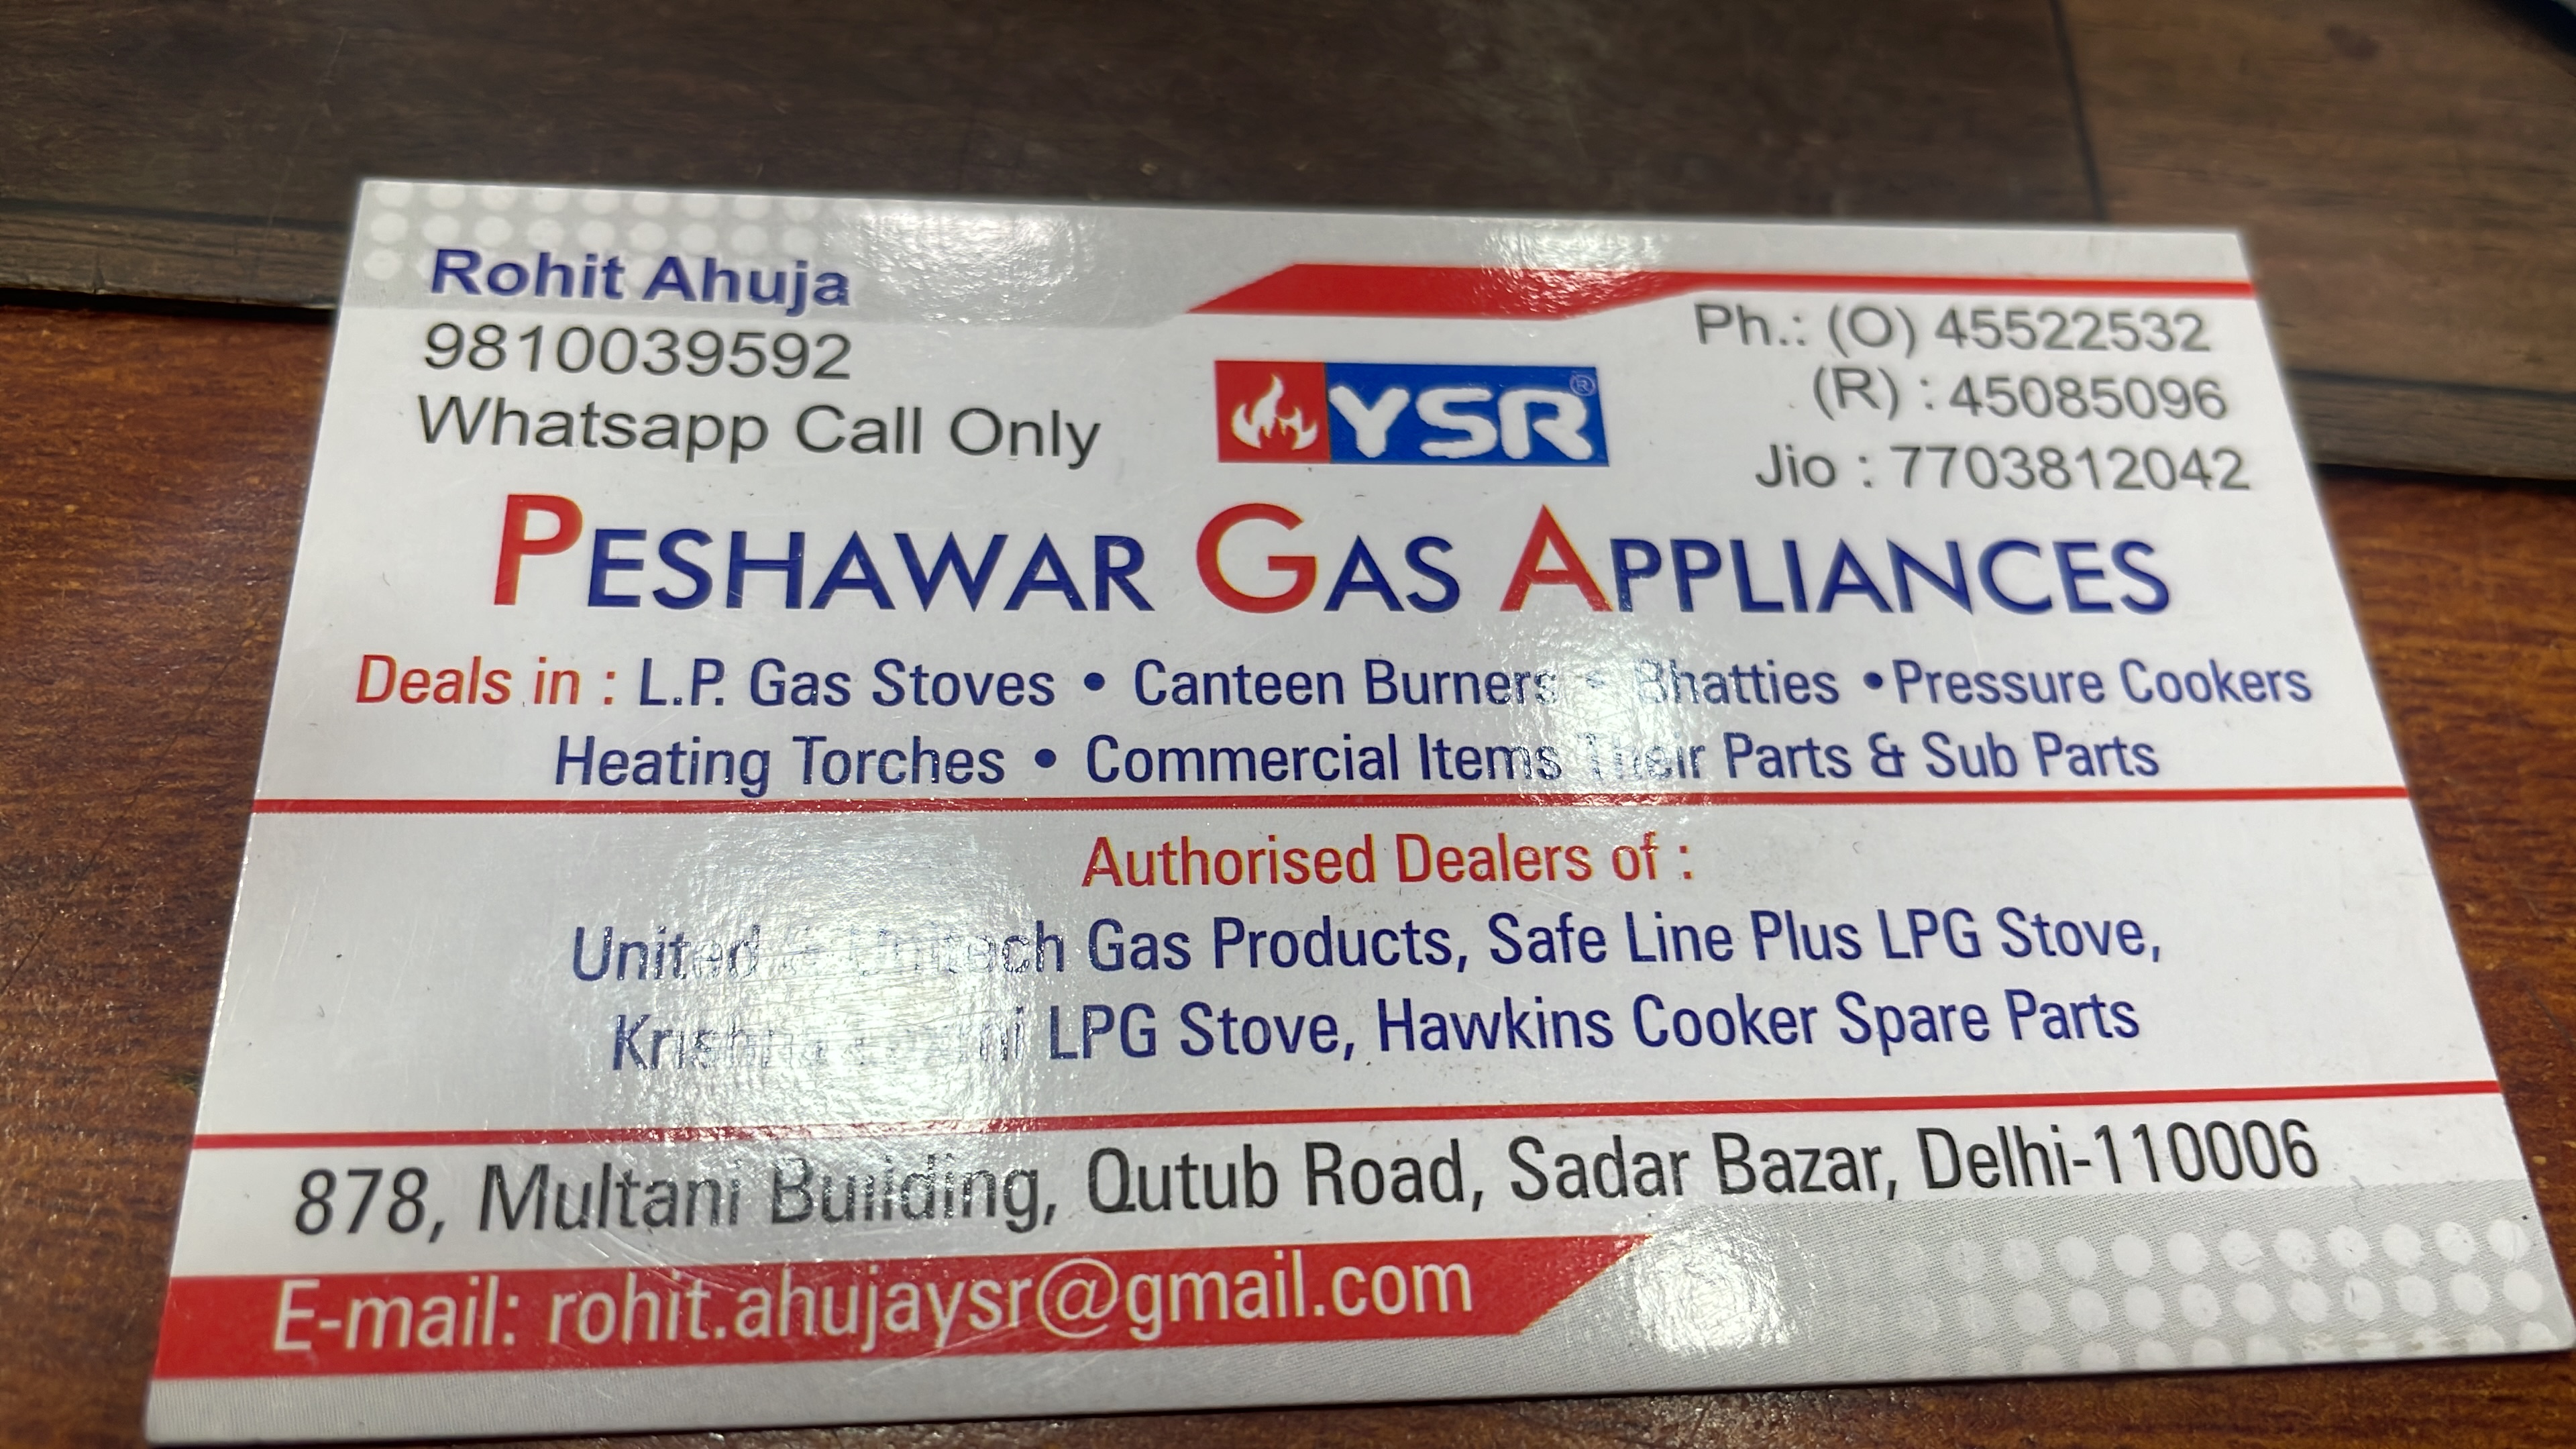 Rohit Ahuja
9810039592
Whatsapp Call Only
YSR®
Ph.: (O) 45522532
(R) : 45085096
Jio : 7703812042
PESHAWAR GAS APPLIANCES
Deals in : L.P. Gas Stoves • Canteen Burners • Bhatties • Pressure Cookers
Heating Torches • Commercial Items Their Parts & Sub Parts
Authorised Dealers of :
United Gas Products, Safe Line Plus LPG Stove,
LPG Stove, Hawkins Cooker Spare Parts
878, Multani Building, Qutub Road, Sadar Bazar, Delhi-110006
E-mail: rohit.ahujaysr@gmail.com